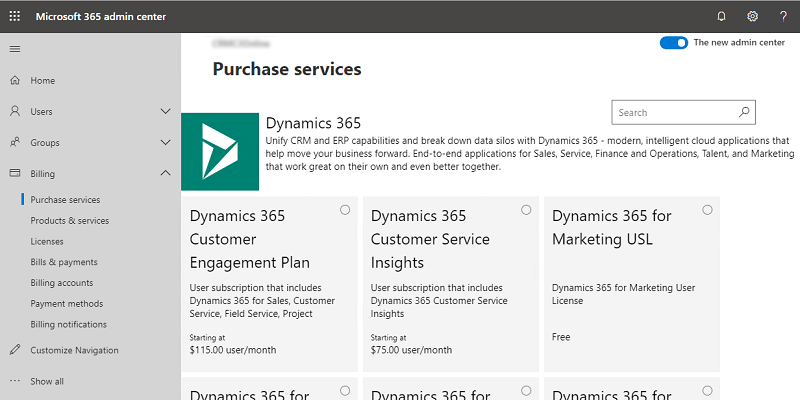 Microsoft 365 admin center
?
The new admin center
Purchase services
Home
Users
Groups
Billing
Purchase services
Products & services
Licenses
Bills & payments
Billing accounts
Payment methods
Billing notifications
Customize Navigation
Show all
Search
Dynamics 365
Unify CRM and ERP capabilities and break down data silos with Dynamics 365 - modern, intelligent cloud applications that
help move your business forward. End-to-end applications for Sales, Service, Finance and Operations, Talent, and Marketing
that work great on their own and even better together.
Dynamics 365
Customer
Engagement Plan
User subscription that includes
Dynamics 365 for Sales, Customer
Service, Field Service, Project
Starting at
$115.00 user/month
Dynamics 365
Customer Service
Insights
User subscription that includes
Dynamics 365 Customer Service
Insights
Starting at
$75.00 user/month
Dynamics 365 for
Marketing USL
Dynamics 365 for Marketing User
License
Free
Dynamics 365 for
Dynamics 365 for
Dynamics 365 for